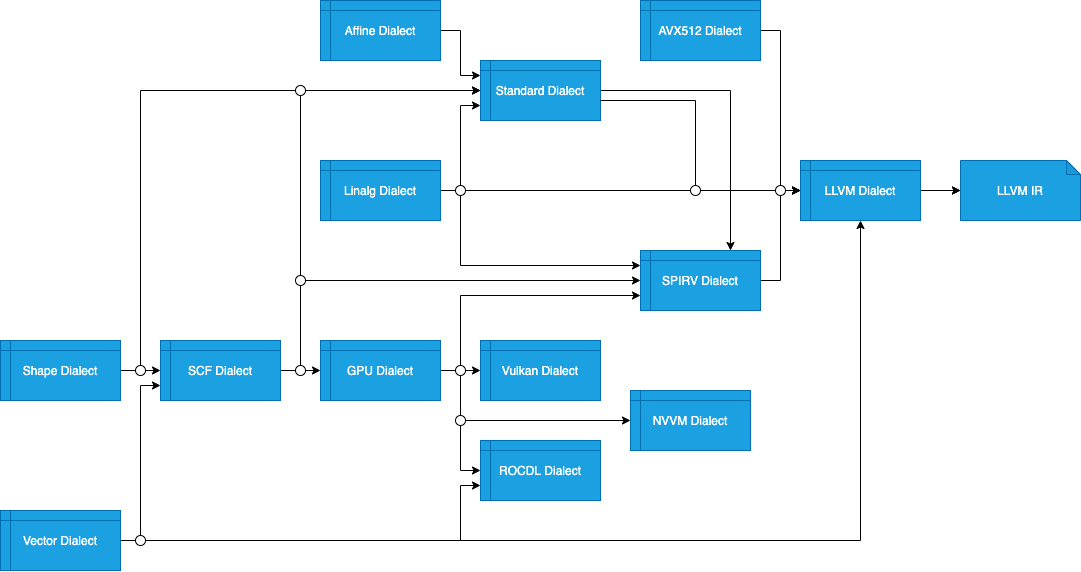 Affine Dialect
AVX512 Dialect
Standard Dialect
Linalg Dialect
LLVM Dialect
LLVM IR
SPIRV Dialect
Shape Dialect
SCF Dialect
GPU Dialect
Vulkan Dialect
NVVM Dialect
ROCDL Dialect
Vector Dialect